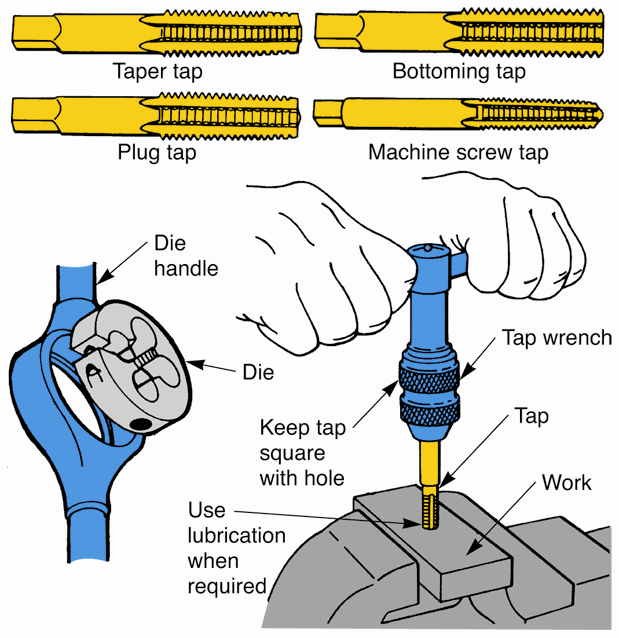 Taper tap
Bottoming tap
Plug tap
Machine screw tap
Die
handle
Die
Tap wrench
Keep tap
square
with hole
Tap
Work
Use
lubrication
when
required